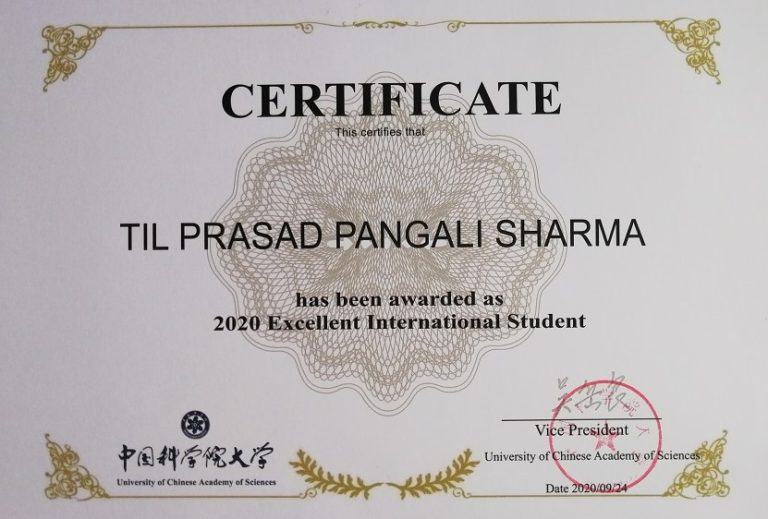 CERTIFICATE
This certifies that
TIL PRASAD PANGALI SHARMA
has been awarded as
2020 Excellent International Student
中国科学院大学
University of Chinese Academy of Sciences
Vice President
University of Chinese Academy of Sciences
Date 2020/09/24